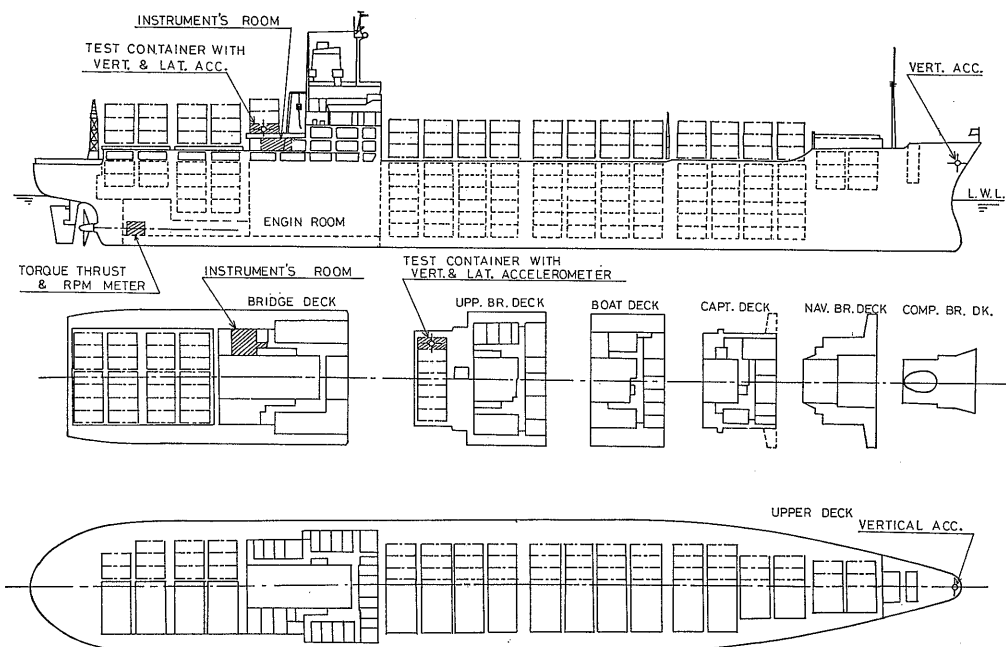 INSTRUMENT'S ROOM
TEST CONTAINER WITH
VERT. & LAT. ACC.
VERT. ACC.
L.W.L.
ENGIN ROOM
TORQUE THRUST
& RPM METER
INSTRUMENT'S ROOM
BRIDGE DECK
TEST CONTAINER WITH
VERT. & LAT. ACCELEROMETER
UPP. BR. DECK
BOAT DECK
CAPT. DECK
NAV. BR. DECK
COMP. BR. DK.
UPPER DECK
VERTICAL ACC.